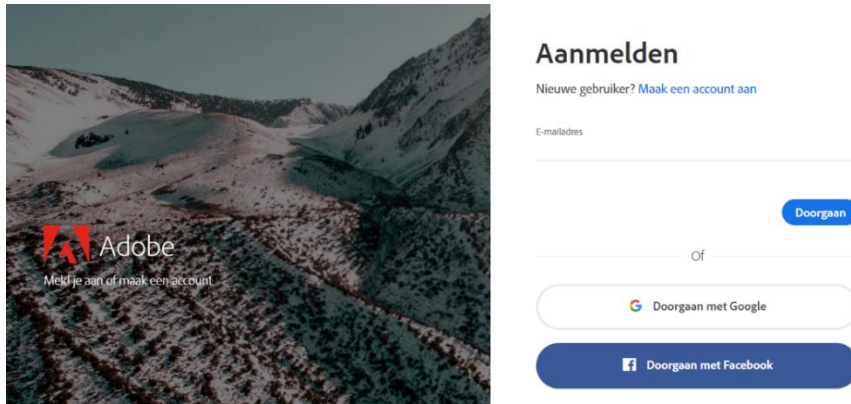 Adobe
Meld je aan of maak een account
Aanmelden
Nieuwe gebruiker? Maak een account aan
E-mailadres
Doorgaan
Of
Doorgaan met Google
Doorgaan met Facebook